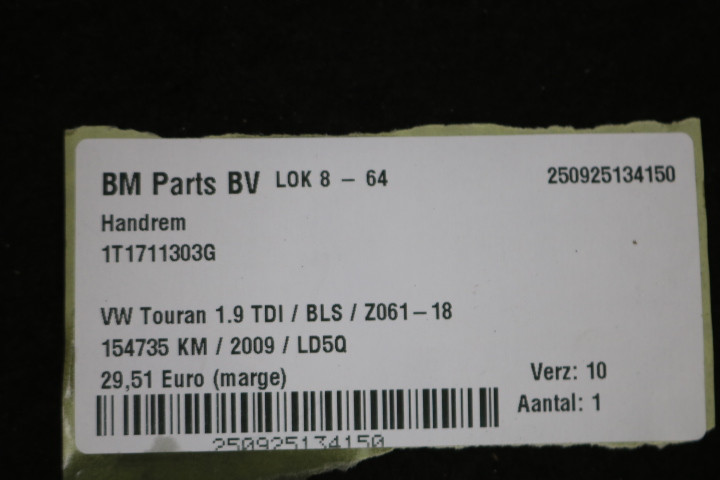 BM Parts BV LOK 8 - 64 250925134150
Handrem
1T1711303G
VW Touran 1.9 TDI / BLS / Z061-18
154735 KM / 2009 / LD5Q
29,51 Euro (marge)
Verz: 10
Aantal: 1
250925134150